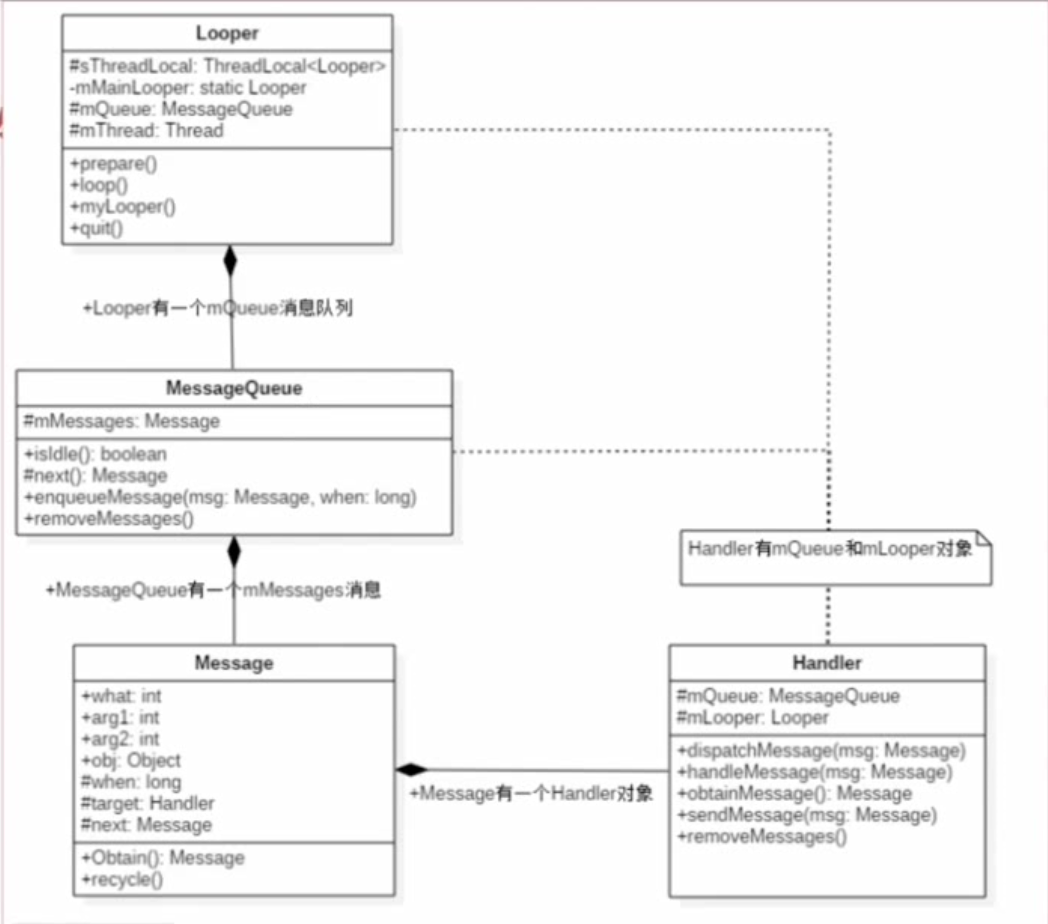 Looper
#sThreadLocal: ThreadLocal<Looper>
-mMainLooper: static Looper
#mQueue: MessageQueue
#mThread: Thread
+prepare()
+loop()
+myLooper()
+quit()
+Looper有一个mQueue消息队列
MessageQueue
#mMessages: Message
+isIdle(): boolean
#next(): Message
+enqueueMessage(msg: Message, when: long)
+removeMessages()
Handler有mQueue和mLooper对象
+MessageQueue有一个mMessages消息
Message
+what: int
+arg1: int
+arg2: int
+obj: Object
#when: long
#target: Handler
#next: Message
+Obtain(): Message
+recycle()
+Message有一个Handler对象
Handler
#mQueue: MessageQueue
#mLooper: Looper
+dispatchMessage(msg: Message)
+handleMessage(msg: Message)
+obtainMessage(): Message
+sendMessage(msg: Message)
+removeMessages()